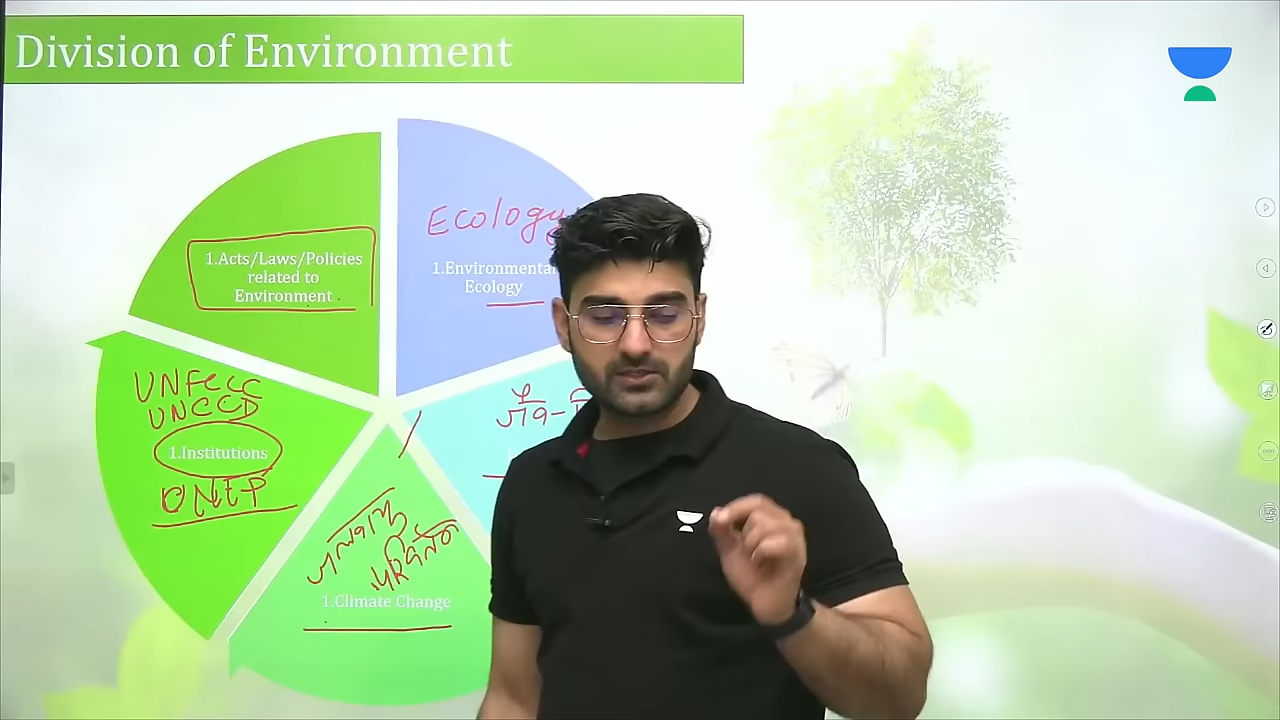 Division of Environment
Ecology
1.Environmental
Ecology
1.Acts/Laws/Policies
related to
Environment
UNFCCC
UNCCD
1.Institutions
UNEP
जैव-
जलवायु
परिवर्तन
1.Climate Change